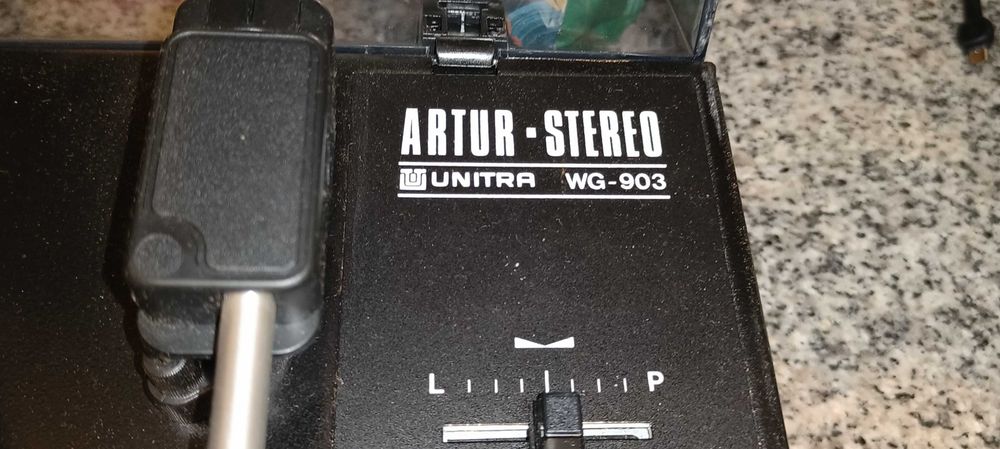 ARTUR · STEREO
UNITRA WG-903
L P